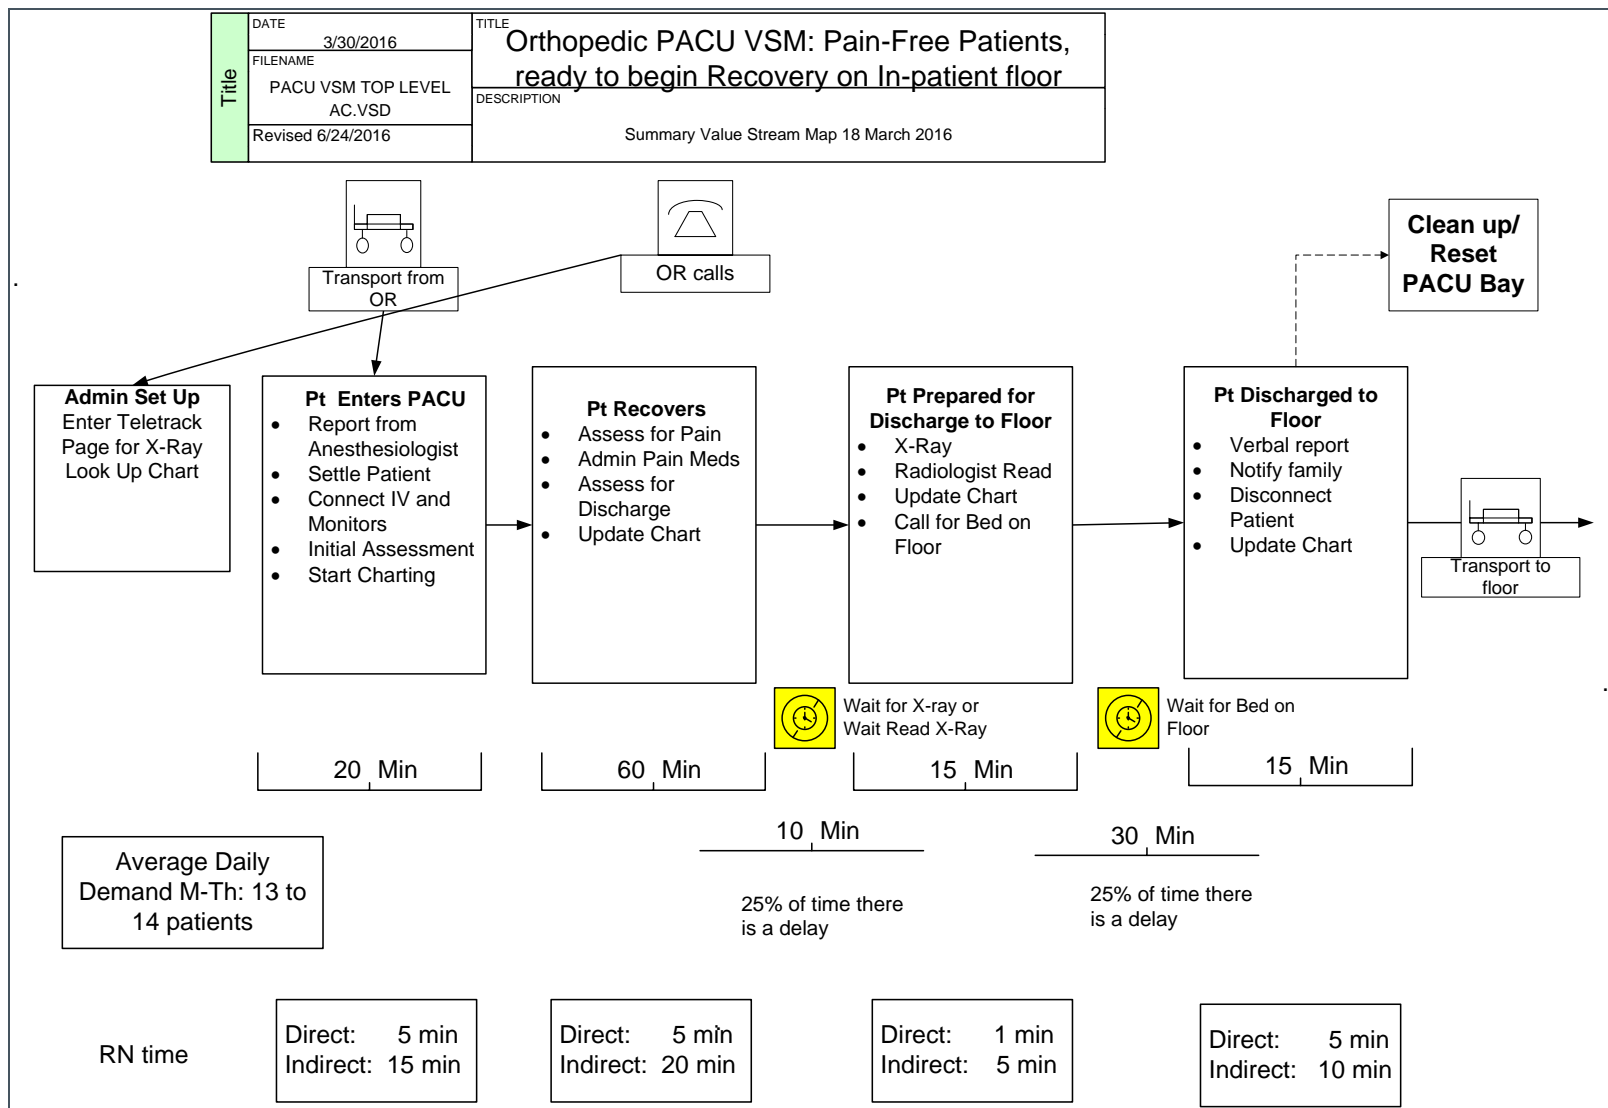 Title
DATE
3/30/2016
FILENAME
PACU VSM TOP LEVEL
AC.VSD
Revised 6/24/2016
TITLE
Orthopedic PACU VSM: Pain-Free Patients,
ready to begin Recovery on In-patient floor
DESCRIPTION
Summary Value Stream Map 18 March 2016
Transport from
OR
OR calls
Clean up/
Reset
PACU Bay
Admin Set Up
Enter Teletrack
Page for X-Ray
Look Up Chart
Pt  Enters PACU
• Report from
Anesthesiologist
• Settle Patient
• Connect IV and
Monitors
• Initial Assessment
• Start Charting
Pt Recovers
• Assess for Pain
• Admin Pain Meds
• Assess for
Discharge
• Update Chart
Pt Prepared for
Discharge to Floor
• X-Ray
• Radiologist Read
• Update Chart
• Call for Bed on
Floor
Pt Discharged to
Floor
• Verbal report
• Notify family
• Disconnect
Patient
• Update Chart
Transport to
floor
Wait for X-ray or
Wait Read X-Ray
Wait for Bed on
Floor
20 Min
60 Min
15 Min
15 Min
10 Min
30 Min
25% of time there
is a delay
25% of time there
is a delay
Average Daily
Demand M-Th: 13 to
14 patients
RN time
Direct: 5 min
Indirect: 15 min
Direct: 5 min
Indirect: 20 min
Direct: 1 min
Indirect: 5 min
Direct: 5 min
Indirect: 10 min